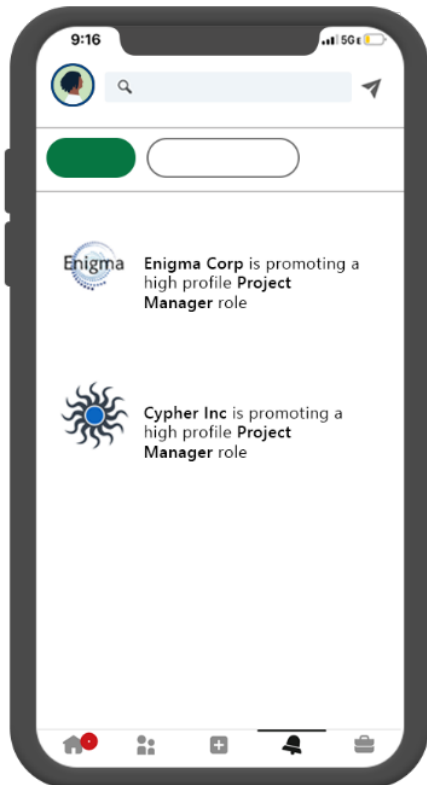 9:16
5GE
Enigma
Enigma Corp is promoting a
high profile Project
Manager role
Cypher Inc is promoting a
high profile Project
Manager role